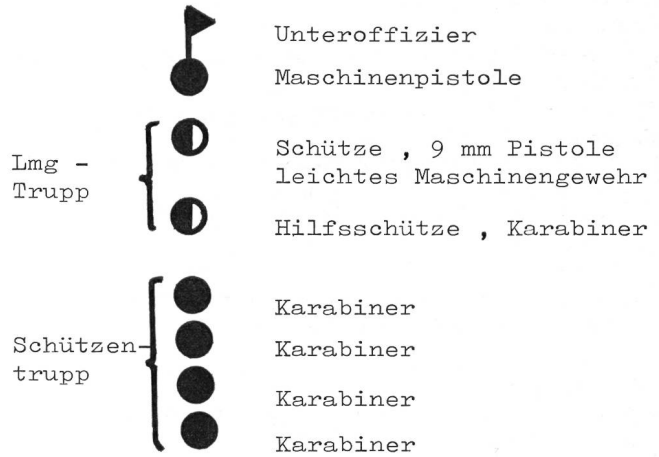 Unteroffizier
Maschinenpistole
Lmg -
Trupp
Schütze , 9 mm Pistole
leichtes Maschinengewehr
Hilfsschütze , Karabiner
Schützen-
trupp
Karabiner
Karabiner
Karabiner
Karabiner